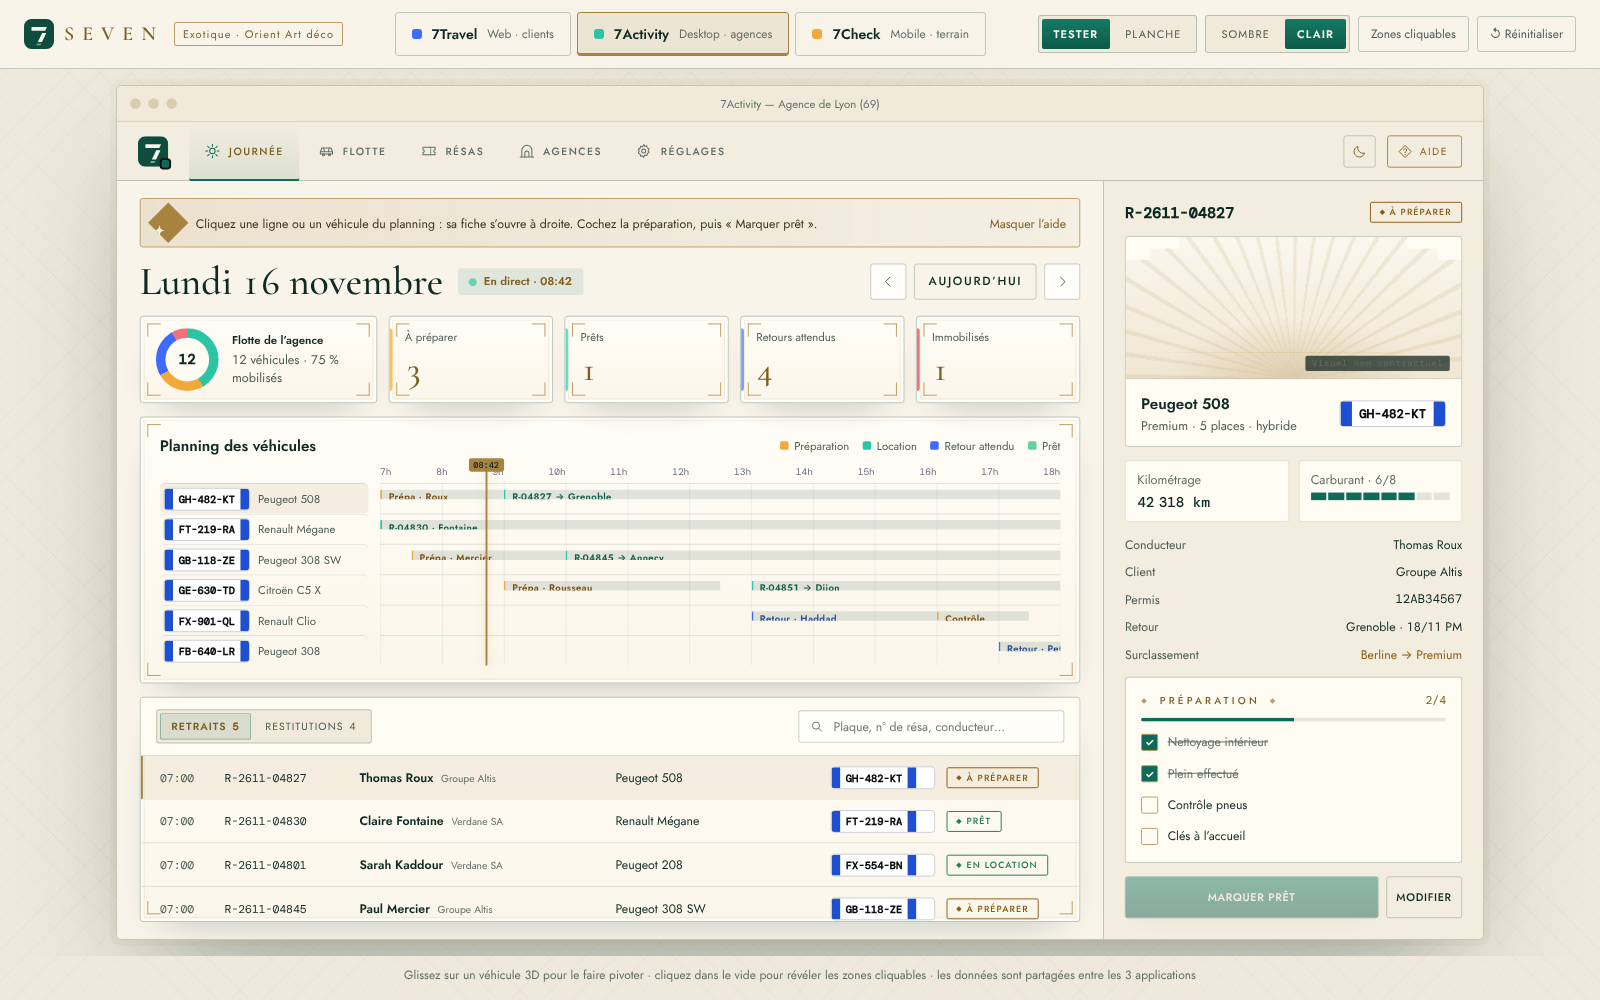 7 SEVEN Exotique · Orient Art déco
7Travel Web · clients
7Activity Desktop · agences
7Check Mobile · terrain
TESTER PLANCHE
SOMBRE CLAIR
Zones cliquables
Réinitialiser
7Activity — Agence de Lyon (69)
7 JOURNÉE FLOTTE RÉSAS AGENCES RÉGLAGES
AIDE
Cliquez une ligne ou un véhicule du planning : sa fiche s’ouvre à droite. Cochez la préparation, puis « Marquer prêt ».
Masquer l’aide
Lundi 16 novembre
En direct · 08:42
AUJOURD’HUI
12
Flotte de l’agence
12 véhicules · 75 %
mobilisés
À préparer
3
Prêts
1
Retours attendus
4
Immobilisés
1
Planning des véhicules
Préparation Location Retour attendu Prêt
7h 8h 08:42 10h 11h 12h 13h 14h 15h 16h 17h 18h
GH-482-KT Peugeot 508
Prépa · Roux R-04827 → Grenoble
FT-219-RA Renault Mégane
R-04830 · Fontaine
GB-118-ZE Peugeot 308 SW
Prépa · Mercier R-04845 → Annecy
GE-630-TD Citroën C5 X
Prépa · Rousseau R-04851 → Dijon
FX-901-QL Renault Clio
Retour · Haddad Contrôle
FB-640-LR Peugeot 308
Retour · Pet
RETRAITS 5 RESTITUTIONS 4
Plaque, n° de résa, conducteur…
07:00 R-2611-04827 Thomas Roux Groupe Altis Peugeot 508 GH-482-KT À PRÉPARER
07:00 R-2611-04830 Claire Fontaine Verdane SA Renault Mégane FT-219-RA PRÊT
07:00 R-2611-04801 Sarah Kaddour Verdane SA Peugeot 208 FX-554-BN EN LOCATION
07:00 R-2611-04845 Paul Mercier Groupe Altis Peugeot 308 SW GB-118-ZE À PRÉPARER
R-2611-04827 À PRÉPARER
Visuel non contractuel
Peugeot 508
Premium · 5 places · hybride
GH-482-KT
Kilométrage
42 318 km
Carburant · 6/8
Conducteur Thomas Roux
Client Groupe Altis
Permis 12AB34567
Retour Grenoble · 18/11 PM
Surclassement Berline → Premium
PRÉPARATION 2/4
Nettoyage intérieur
Plein effectué
Contrôle pneus
Clés à l’accueil
MARQUER PRÊT
MODIFIER
Glissez sur un véhicule 3D pour le faire pivoter · cliquez dans le vide pour révéler les zones cliquables · les données sont partagées entre les 3 applications